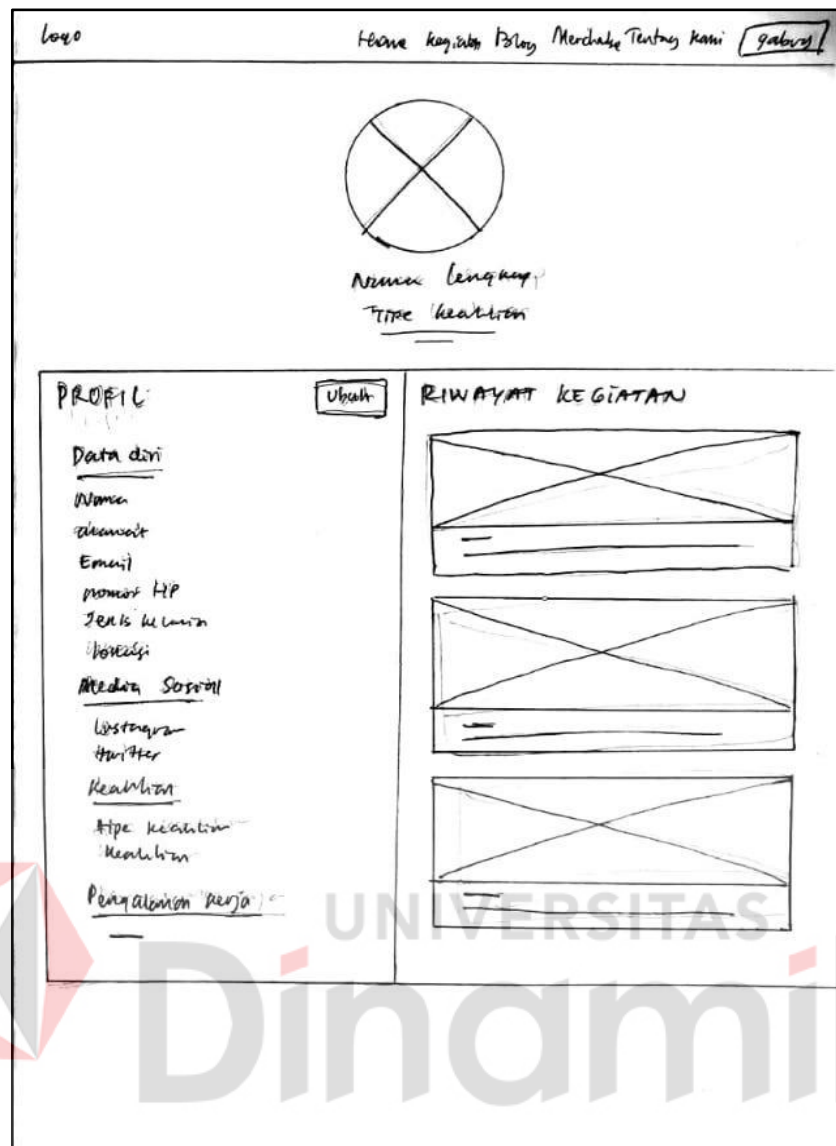 Logo
Home Kegiatan Blog Merchandise Tentang Kami gabung
Nama Lengkap
Tipe Keahlian
PROFIL
Ubah
Data diri
Nama
alamat
Email
nomor HP
Jenis kelamin
Media Sosial
Instagram
twitter
Keahlian
tipe keahlian
keahlian
Pengalaman kerja
RIWAYAT KEGIATAN
UNIVERSITAS
Dinami